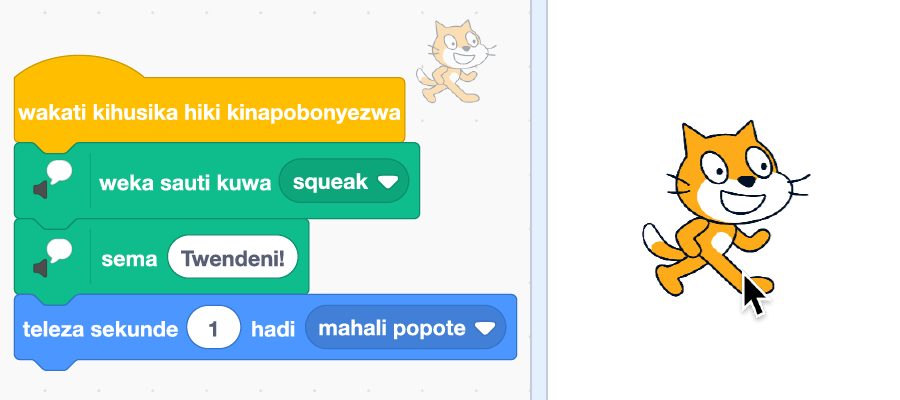 wakati kihusika hiki kinapobonyezwa
weka sauti kuwa squeak
sema Twendeni!
teleza sekunde 1 hadi mahali popote